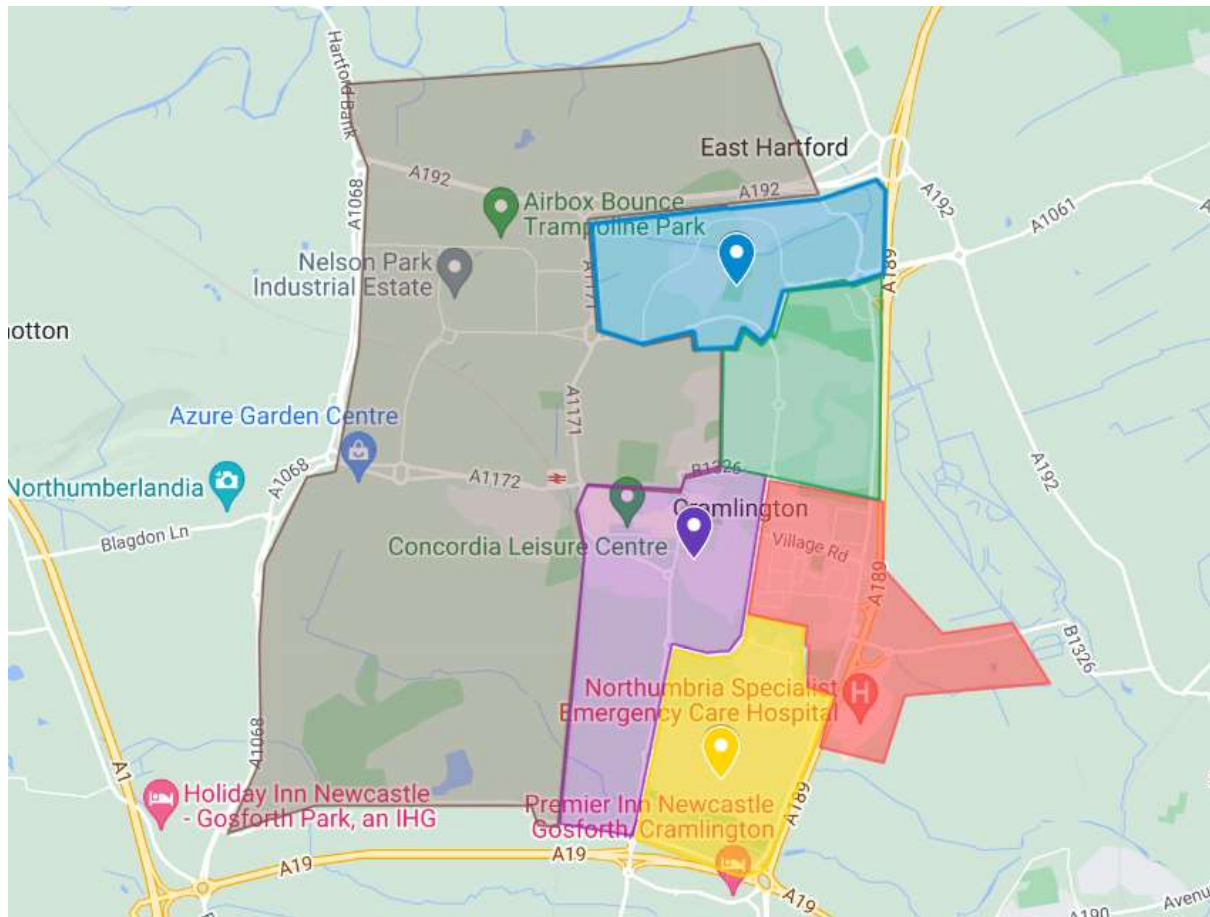 Hartford Bank
East Hartford
A192
A192
A192
A1061
A1068
Airbox Bounce
Trampoline Park
Nelson Park
Industrial Estate
A1171
A189
notton
A1171
Azure Garden Centre
A192
A1068
A1172
B1326
Northumberlandia
Cramlington
Blagdon Ln
Concordia Leisure Centre
Village Rd
A189
B1326
Northumbria Specialist
Emergency Care Hospital
H
A1068
A1
Holiday Inn Newcastle
- Gosforth Park, an IHG
Premier Inn Newcastle
Gosforth/Cramlington
A189
A19
A19
A19
A190
Avenu